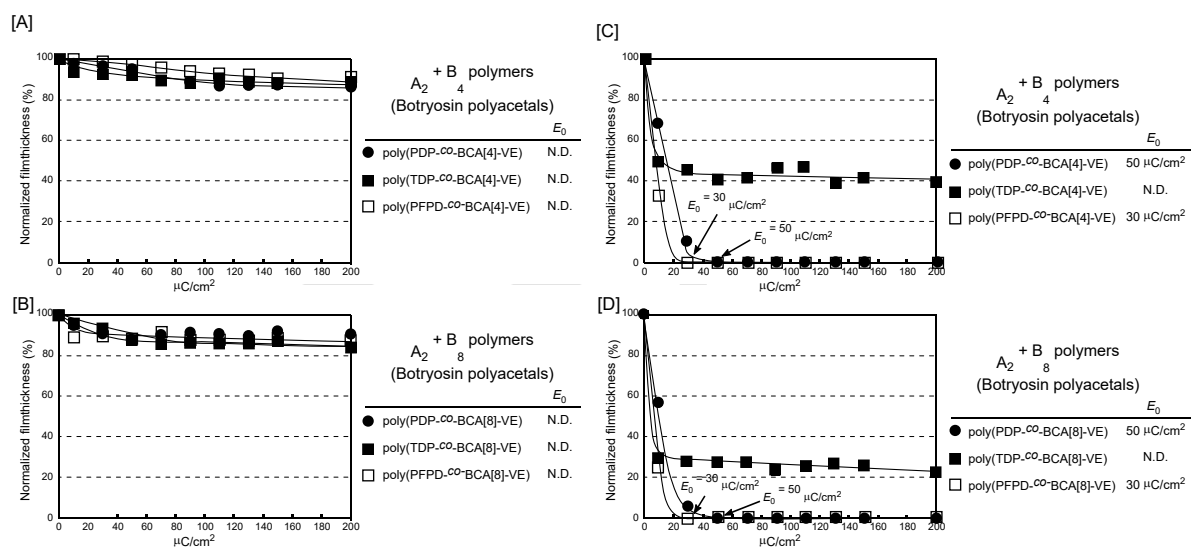 [A]
Normalized filmthickness (%)
100
80
60
40
20
0
0 20 40 60 80 100 120 140 160 180 200
μC/cm2
A2 + B4 polymers
(Botryosin polyacetals)
E0
poly(PDP-co-BCA[4]-VE) N.D.
poly(TDP-co-BCA[4]-VE) N.D.
poly(PFPD-co-BCA[4]-VE) N.D.
[B]
Normalized filmthickness (%)
100
80
60
40
20
0
0 20 40 60 80 100 120 140 160 180 200
μC/cm2
A2 + B8 polymers
(Botryosin polyacetals)
E0
poly(PDP-co-BCA[8]-VE) N.D.
poly(TDP-co-BCA[8]-VE) N.D.
poly(PFPD-co-BCA[8]-VE) N.D.
[C]
Normalized filmthickness (%)
100
80
60
40
20
0
E0 = 30 μC/cm2
E0 = 50 μC/cm2
0 20 40 60 80 100 120 140 160 180 200
μC/cm2
A2 + B4 polymers
(Botryosin polyacetals)
E0
poly(PDP-co-BCA[4]-VE) 50 μC/cm2
poly(TDP-co-BCA[4]-VE) N.D.
poly(PFPD-co-BCA[4]-VE) 30 μC/cm2
[D]
Normalized filmthickness (%)
100
80
60
40
20
0
E0 = 30 μC/cm2
E0 = 50 μC/cm2
0 20 40 60 80 100 120 140 160 180 200
μC/cm2
A2 + B8 polymers
(Botryosin polyacetals)
E0
poly(PDP-co-BCA[8]-VE) 50 μC/cm2
poly(TDP-co-BCA[8]-VE) N.D.
poly(PFPD-co-BCA[8]-VE) 30 μC/cm2